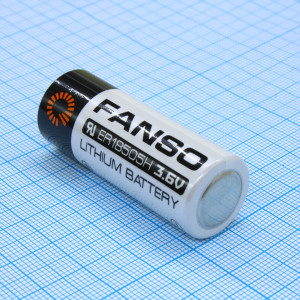 FANSO
ER18505H 3.6V
LITHIUM BATTERY